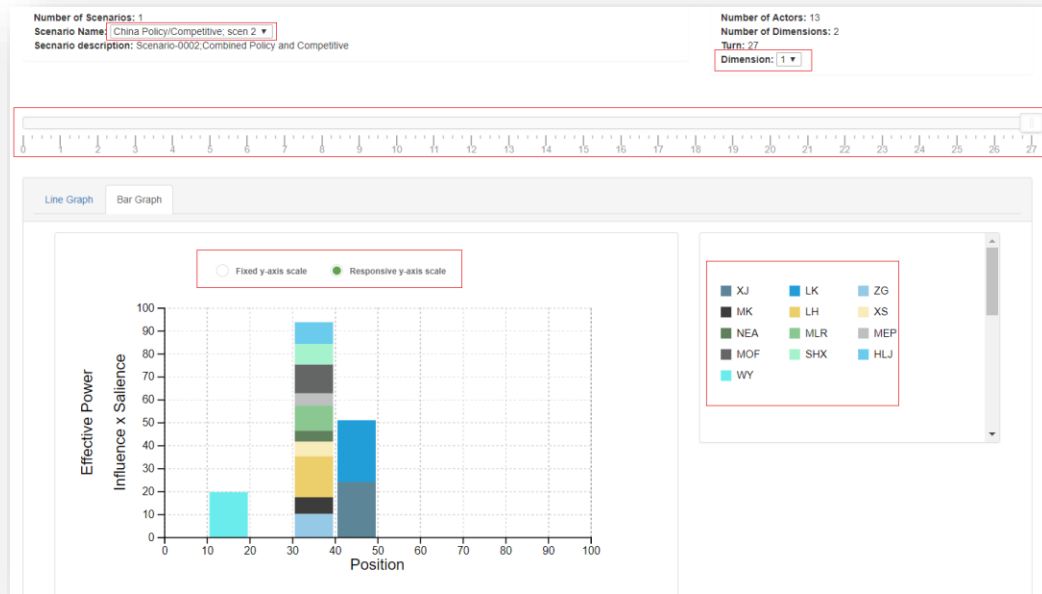 Number of Scenarios: 1
Scenario Name: China Policy/Competitive; scen 2 ▼
Secnario description: Scenario-0002,Combined Policy and Competitive
Number of Actors: 13
Number of Dimensions: 2
Turn: 27
Dimension: 1 ▼
0 1 2 3 4 5 6 7 8 9 10 11 12 13 14 15 16 17 18 19 20 21 22 23 24 25 26 27
Line Graph Bar Graph
Fixed y-axis scale Responsive y-axis scale
Effective Power
Influence x Salience
100
90
80
70
60
50
40
30
20
10
0
0 10 20 30 40 50 60 70 80 90 100
Position
XJ LK ZG
MK LH XS
NEA MLR MEP
MOF SHX HLJ
WY